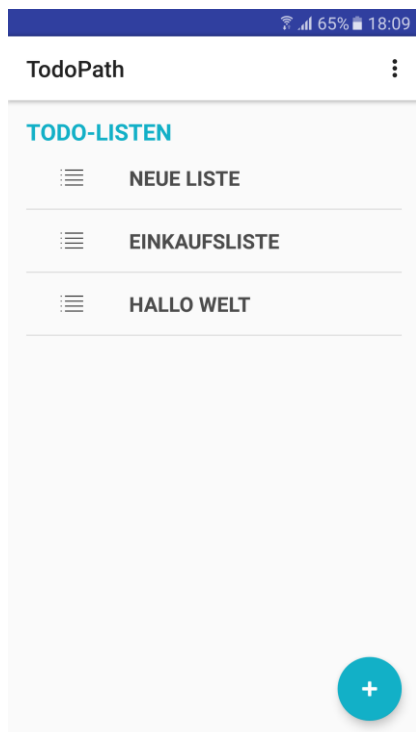 65% 18:09
TodoPath
TODO-LISTEN
NEUE LISTE
EINKAUFSLISTE
HALLO WELT
+